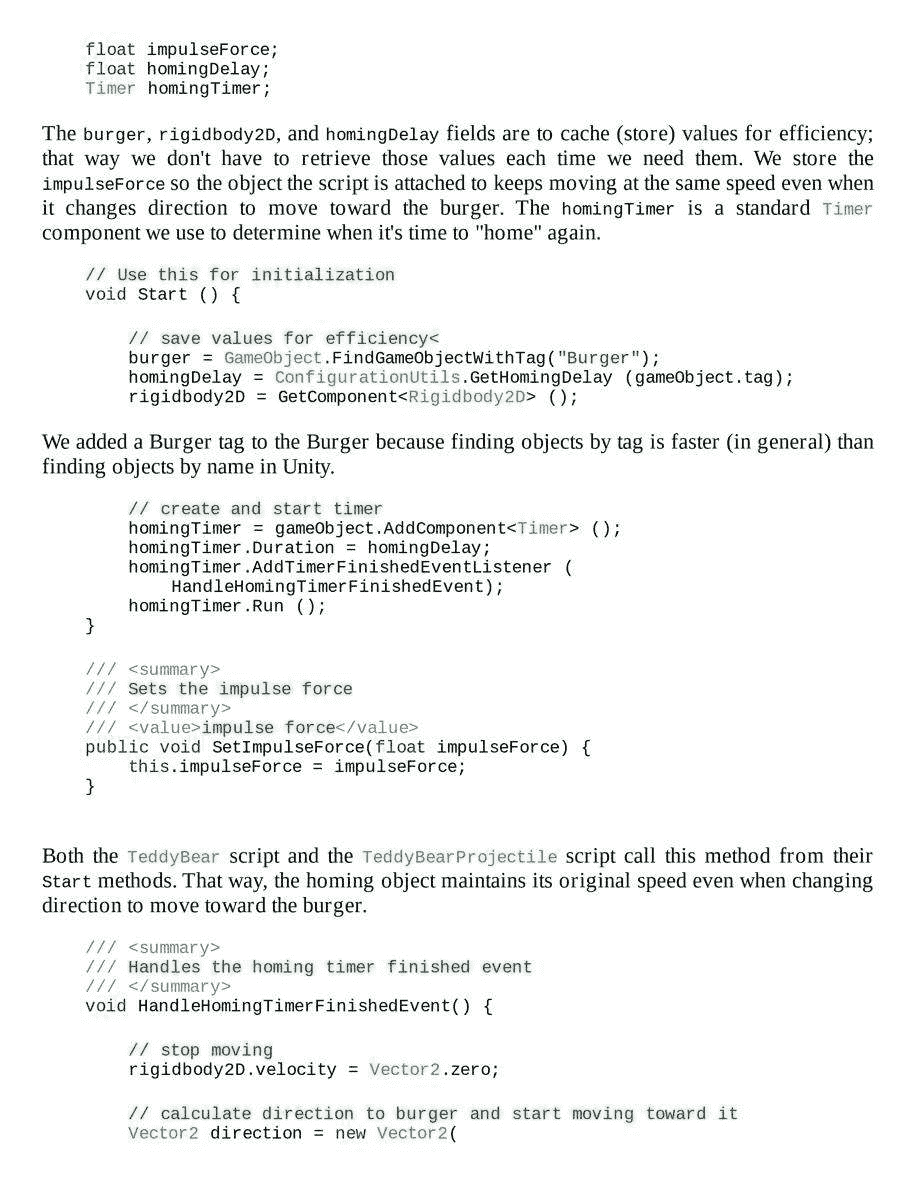 float impulseForce;
float homingDelay;
Timer homingTimer;
The burger, rigidbody2D, and homingDelay fields are to cache (store) values for efficiency;
that way we don't have to retrieve those values each time we need them. We store the
impulseForce so the object the script is attached to keeps moving at the same speed even when
it changes direction to move toward the burger. The homingTimer is a standard Timer
component we use to determine when it's time to "home" again.
// Use this for initialization
void Start () {
// save values for efficiency<
burger = GameObject.FindGameObjectWithTag("Burger");
homingDelay = ConfigurationUtils.GetHomingDelay (gameObject.tag);
rigidbody2D = GetComponent<Rigidbody2D> ();
We added a Burger tag to the Burger because finding objects by tag is faster (in general) than
finding objects by name in Unity.
// create and start timer
homingTimer = gameObject.AddComponent<Timer> ();
homingTimer.Duration = homingDelay;
homingTimer.AddTimerFinishedEventListener (
HandleHomingTimerFinishedEvent);
homingTimer.Run ();
}
/// <summary>
/// Sets the impulse force
/// </summary>
/// <value>impulse force</value>
public void SetImpulseForce(float impulseForce) {
this.impulseForce = impulseForce;
}
Both the TeddyBear script and the TeddyBearProjectile script call this method from their
Start methods. That way, the homing object maintains its original speed even when changing
direction to move toward the burger.
/// <summary>
/// Handles the homing timer finished event
/// </summary>
void HandleHomingTimerFinishedEvent() {
// stop moving
rigidbody2D.velocity = Vector2.zero;
// calculate direction to burger and start moving toward it
Vector2 direction = new Vector2(